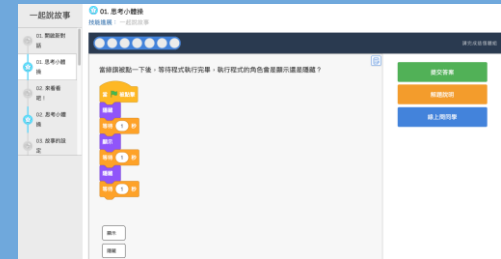 一起說故事
01. 開始新對話
01. 思考小體操
02. 來看看吧！
02. 思考小體操
03. 故事的設定
01. 思考小體操
技能進展： 一起說故事
當綠旗被點一下後，等待程式執行完畢，執行程式的角色會是顯示還是隱藏？
當 被點擊
隱藏
等待 1 秒
顯示
等待 1 秒
隱藏
等待 1 秒
顯示
隱藏
提交答案
解題說明
線上問同學